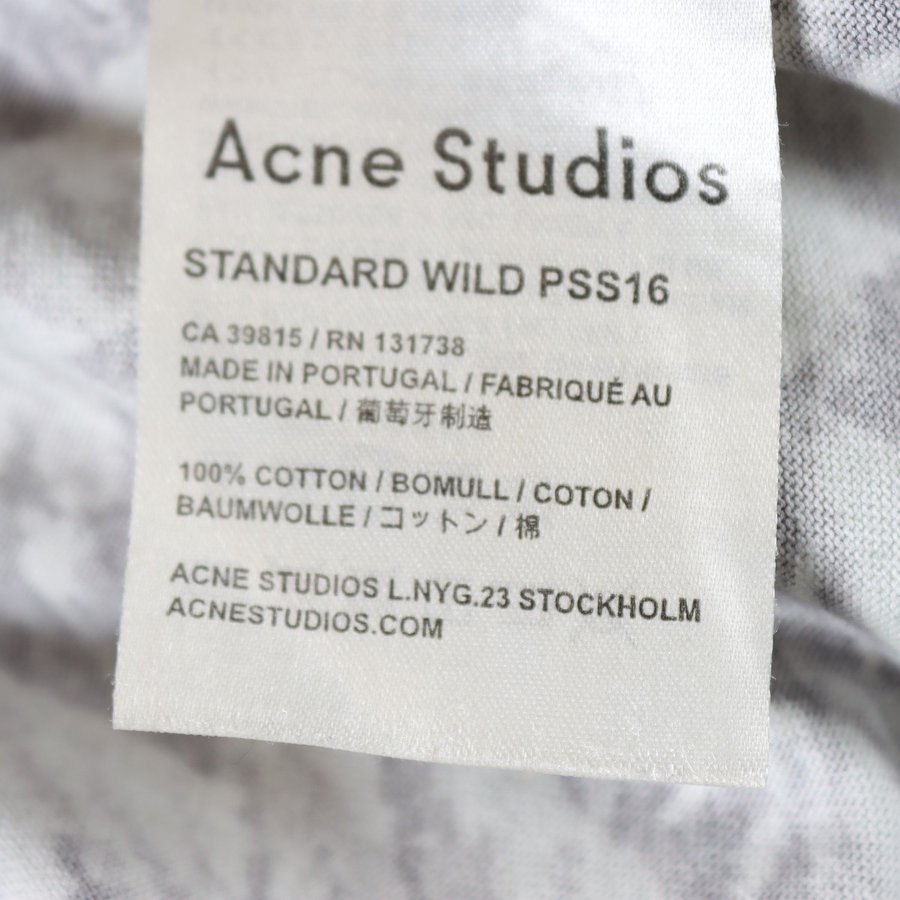 Acne Studios
STANDARD WILD PSS16
CA 39815 / RN 131738
MADE IN PORTUGAL / FABRIQUÉ AU
PORTUGAL / 葡萄牙制造
100% COTTON / BOMULL / COTON /
BAUMWOLLE / コットン / 棉
ACNE STUDIOS L.NYG.23 STOCKHOLM
ACNESTUDIOS.COM